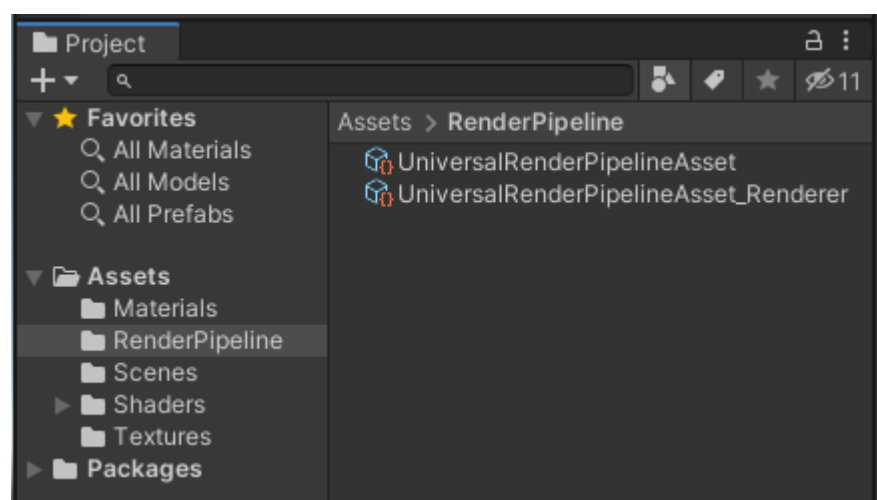 Project
11
Favorites
All Materials
All Models
All Prefabs
Assets
Materials
RenderPipeline
Scenes
Shaders
Textures
Packages
Assets > RenderPipeline
UniversalRenderPipelineAsset
UniversalRenderPipelineAsset_Renderer